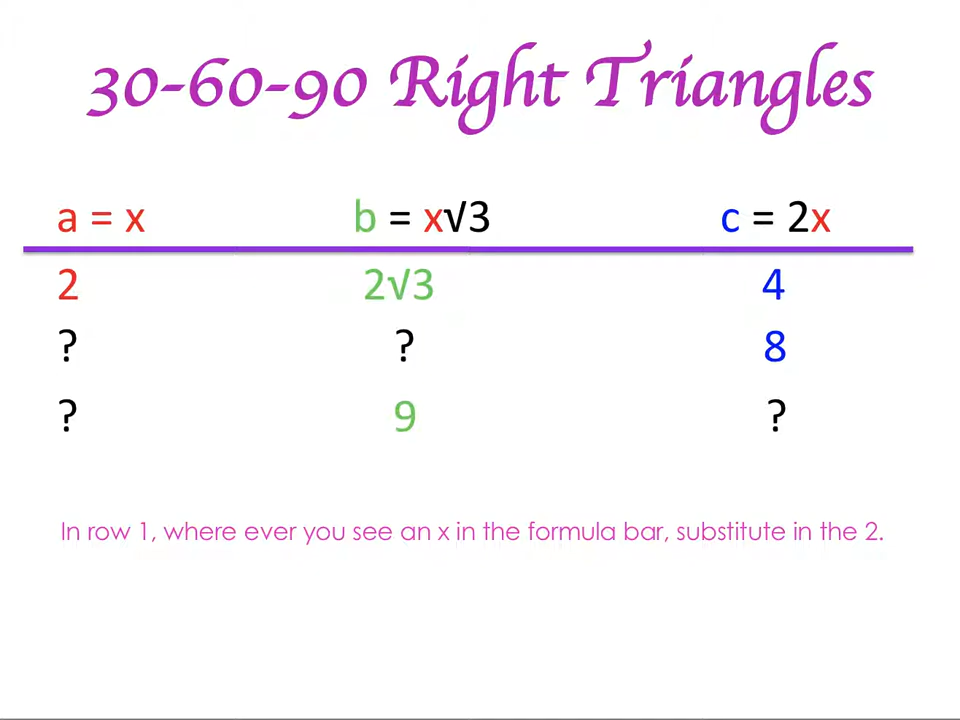 30-60-90 Right Triangles
a = x b = x√3 c = 2x
2 2√3 4
? ? 8
? 9 ?
In row 1, where ever you see an x in the formula bar, substitute in the 2.